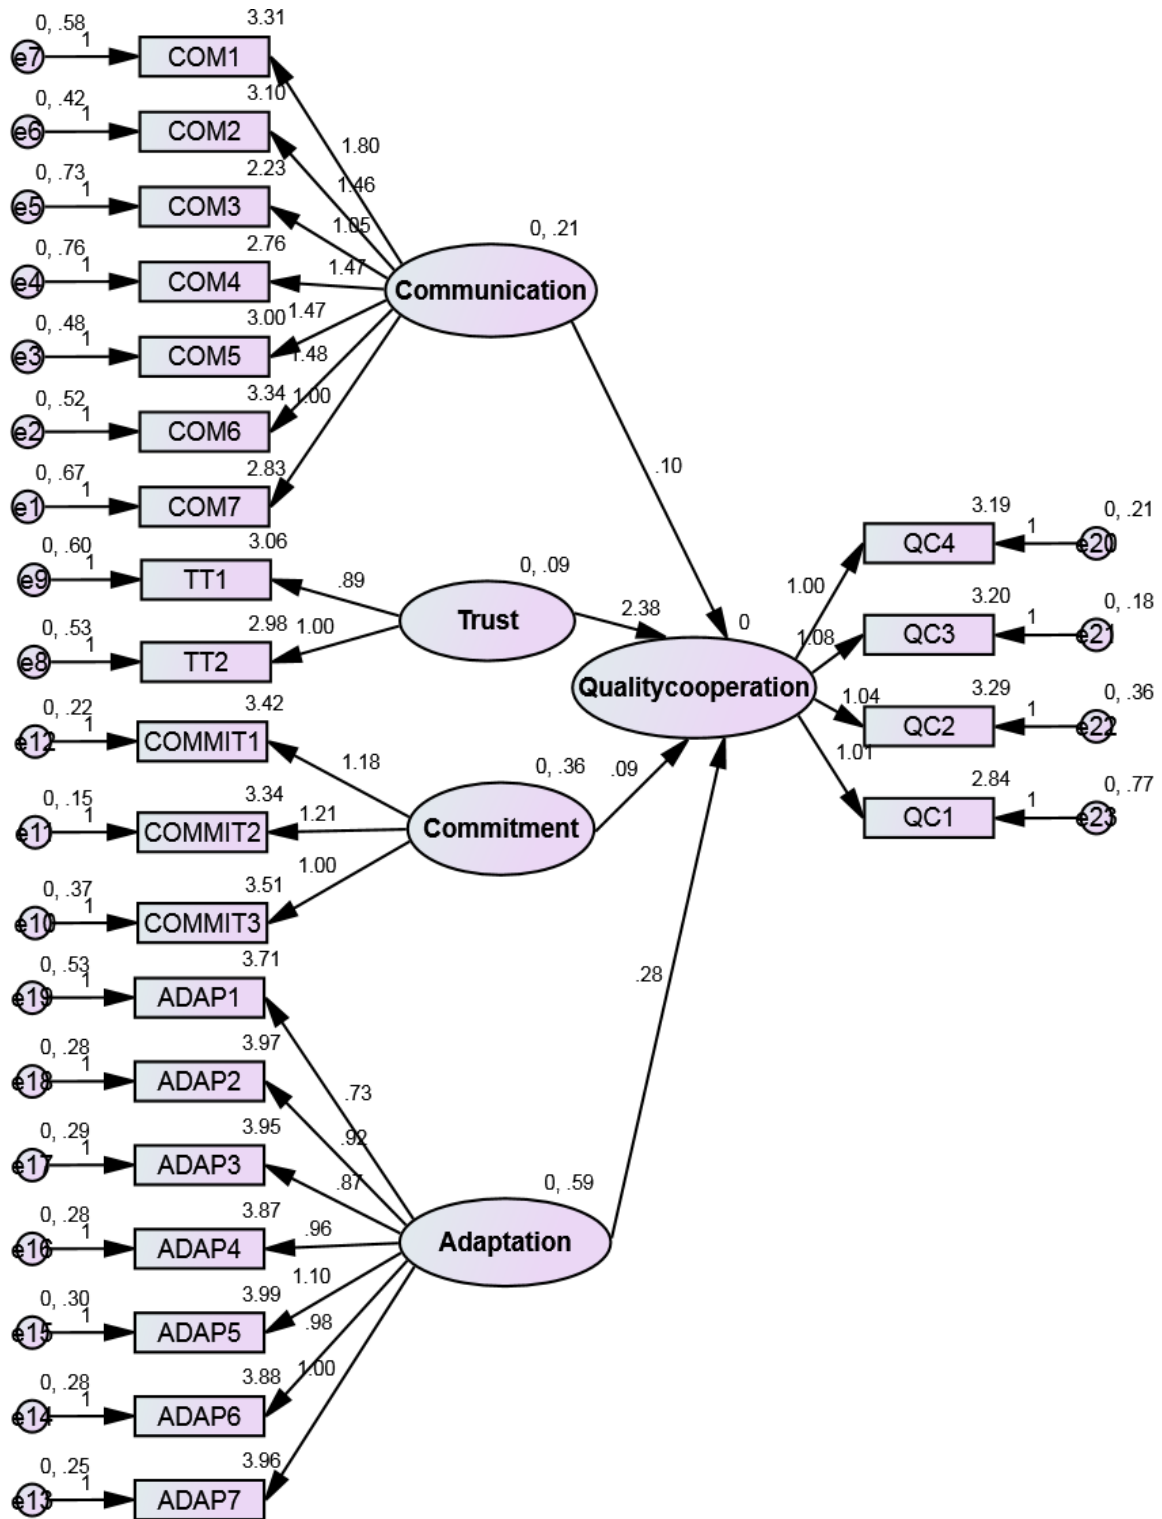 0, .58
3.31
e7
1
COM1
0, .42
3.10
e6
1
COM2
1.80
0, .73
2.23
1.46
e5
1
COM3
1.05
0, .21
0, .76
2.76
1.47
e4
1
COM4
Communication
0, .48
3.00
1.47
e3
1
COM5
1.48
0, .52
3.34
1.00
e2
1
COM6
0, .67
2.83
.10
e1
1
COM7
0, .60
3.06
0, .09
3.19
0, .21
e9
1
TT1
.89
QC4
1
e20
1.00
0, .53
2.98
1.00
Trust
2.38
0
3.20
0, .18
e8
1
TT2
1.08
QC3
1
e21
Qualitycooperation
0, .22
3.42
1.04
3.29
0, .36
e12
1
COMMIT1
QC2
1
e22
1.18
0, .36
.09
1.01
2.84
0, .77
0, .15
3.34
1.21
QC1
1
e23
e11
1
COMMIT2
Commitment
0, .37
3.51
1.00
e10
1
COMMIT3
0, .53
3.71
.28
e19
1
ADAP1
0, .28
3.97
e18
1
ADAP2
.73
0, .29
3.95
.92
e17
1
ADAP3
.87
0, .59
0, .28
3.87
.96
e16
1
ADAP4
Adaptation
0, .30
3.99
1.10
e15
1
ADAP5
.98
0, .28
3.88
1.00
e14
1
ADAP6
0, .25
3.96
e13
1
ADAP7